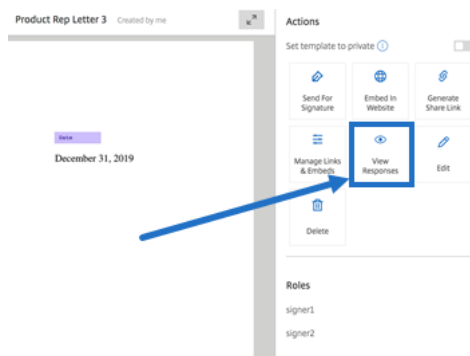 Product Rep Letter 3 Created by me
Date
December 31, 2019
Actions
Set template to private
Send For
Signature
Embed In
Website
Generate
Share Link
Manage Links
& Embeds
View
Responses
Edit
Delete
Roles
signer1
signer2